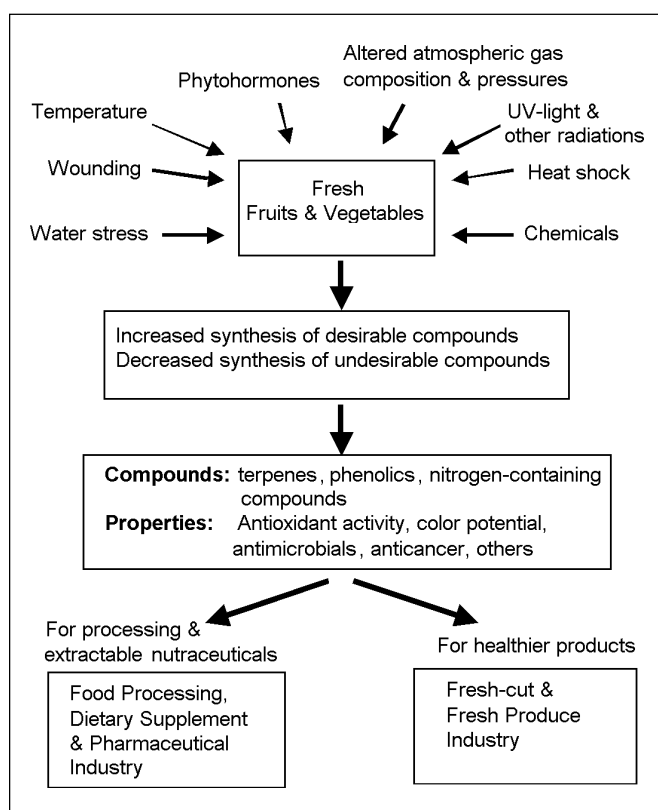 Altered atmospheric gas
composition & pressures
Phytohormones
Temperature
UV-light &
other radiations
Wounding
Heat shock
Fresh
Fruits & Vegetables
Water stress
Chemicals
Increased synthesis of desirable compounds
Decreased synthesis of undesirable compounds
Compounds: terpenes, phenolics, nitrogen-containing
compounds
Properties: Antioxidant activity, color potential,
antimicrobials, anticancer, others
For processing &
extractable nutraceuticals
Food Processing,
Dietary Supplement
& Pharmaceutical
Industry
For healthier products
Fresh-cut &
Fresh Produce
Industry